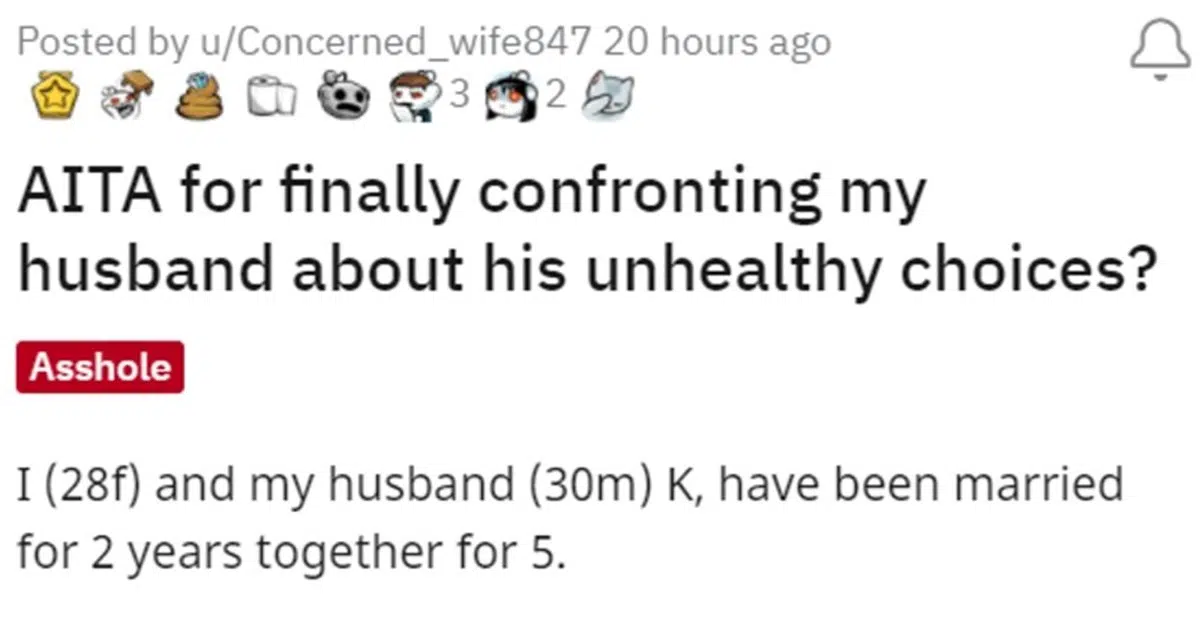 Posted by u/Concerned_wife847 20 hours ago
3 2
AITA for finally confronting my
husband about his unhealthy choices?
Asshole
I (28f) and my husband (30m) K, have been married
for 2 years together for 5.